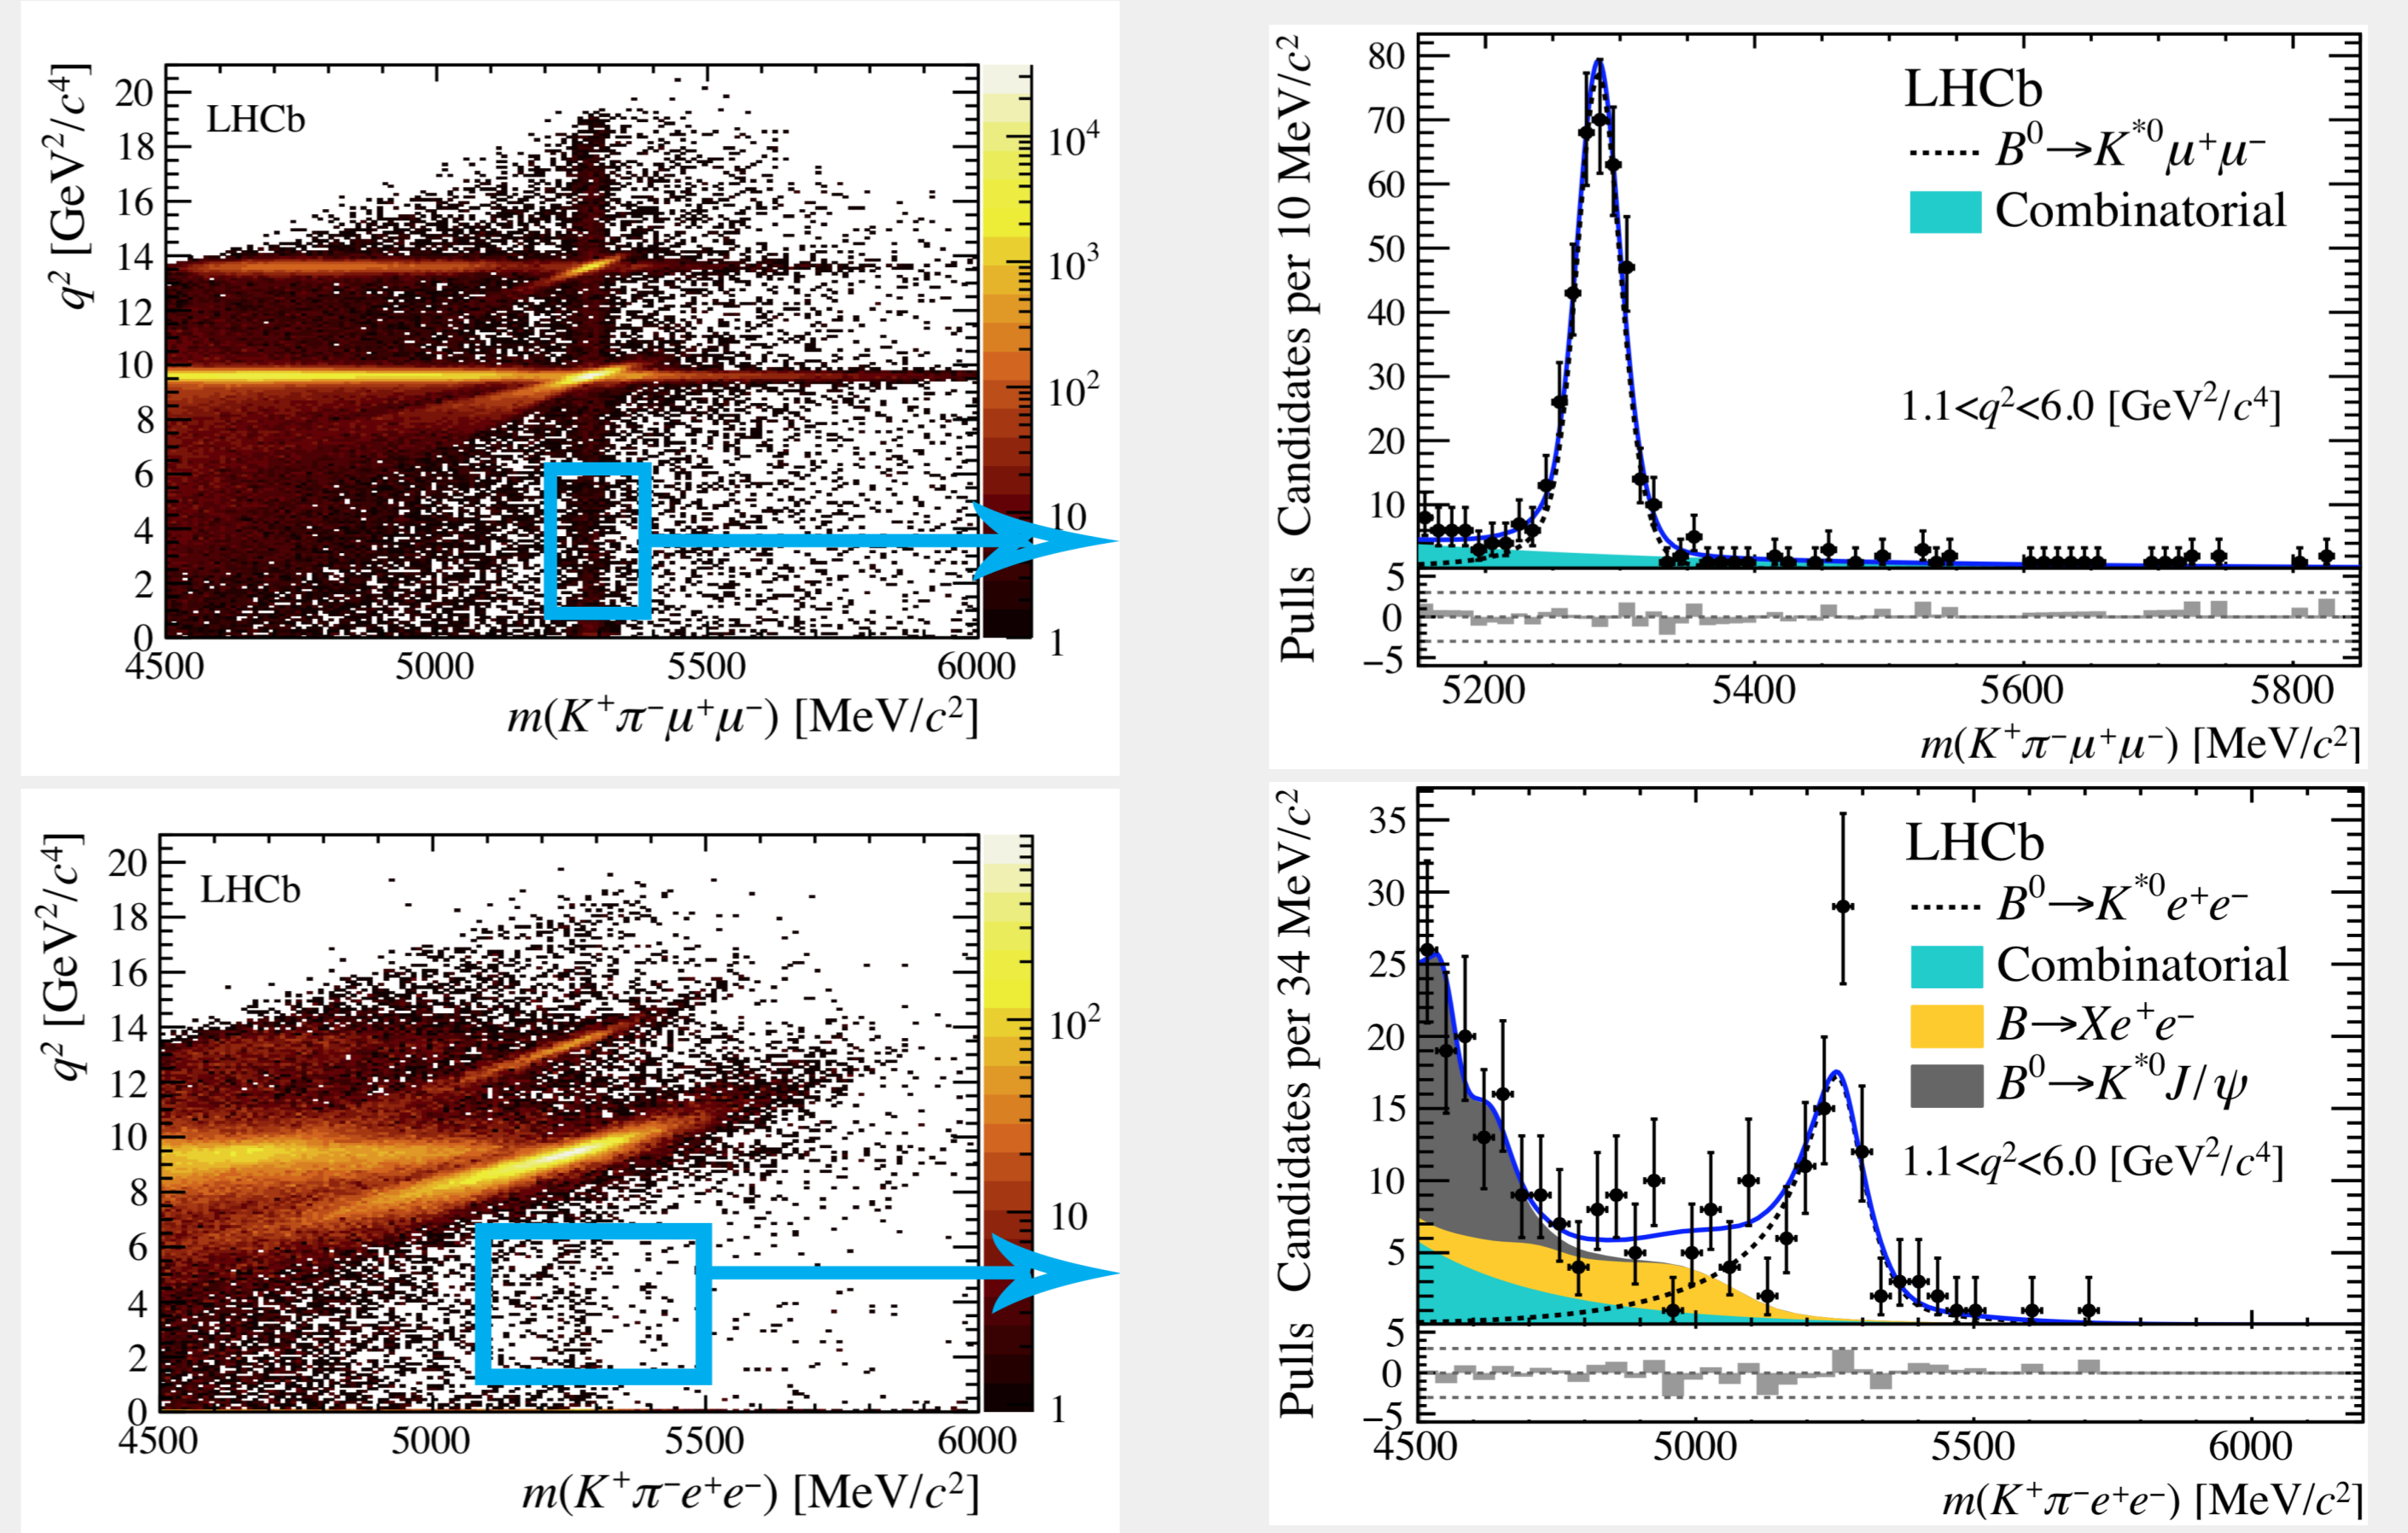 q² [GeV²/c⁴]
LHCb
20
18
16
14
12
10
8
6
4
2
0
10⁴
10³
10²
10
1
4500 5000 5500 6000
m(K⁺π⁻μ⁺μ⁻) [MeV/c²]
Candidates per 10 MeV/c²
80
70
60
50
40
30
20
10
LHCb
B⁰→K*⁰μ⁺μ⁻
Combinatorial
1.1<q²<6.0 [GeV²/c⁴]
Pulls
5
0
−5
5200 5400 5600 5800
m(K⁺π⁻μ⁺μ⁻) [MeV/c²]
q² [GeV²/c⁴]
LHCb
20
18
16
14
12
10
8
6
4
2
0
10²
10
1
4500 5000 5500 6000
m(K⁺π⁻e⁺e⁻) [MeV/c²]
Candidates per 34 MeV/c²
35
30
25
20
15
10
5
LHCb
B⁰→K*⁰e⁺e⁻
Combinatorial
B→Xe⁺e⁻
B⁰→K*⁰J/ψ
1.1<q²<6.0 [GeV²/c⁴]
Pulls
5
0
−5
4500 5000 5500 6000
m(K⁺π⁻e⁺e⁻) [MeV/c²]